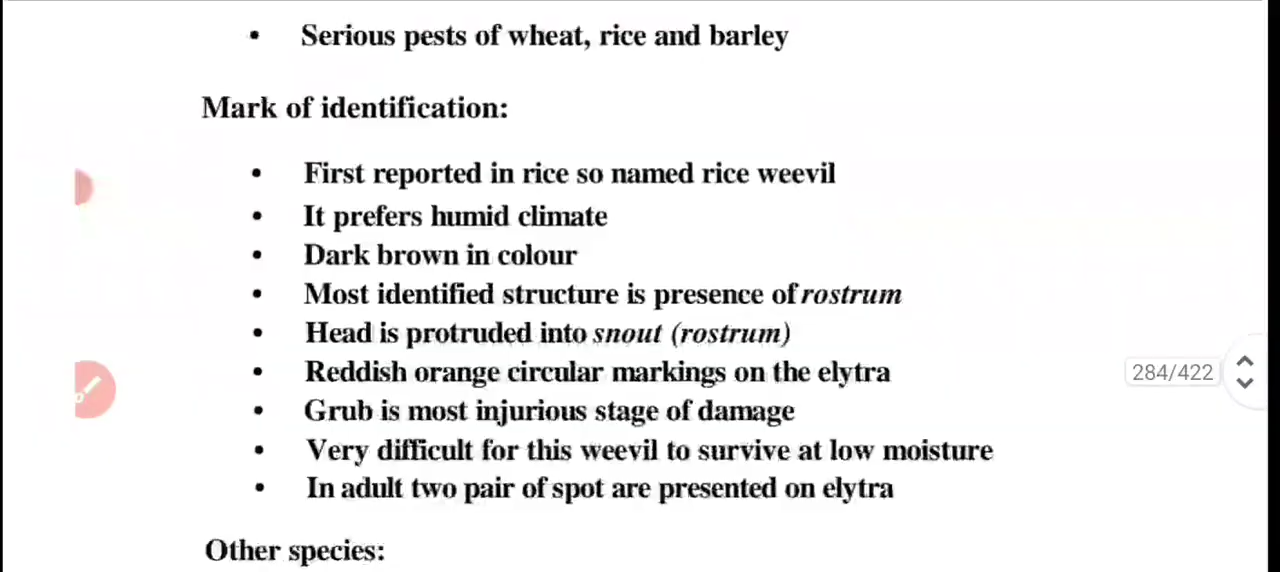 • Serious pests of wheat, rice and barley
Mark of identification:
• First reported in rice so named rice weevil
• It prefers humid climate
• Dark brown in colour
• Most identified structure is presence of rostrum
• Head is protruded into snout (rostrum)
• Reddish orange circular markings on the elytra
284/422
• Grub is most injurious stage of damage
• Very difficult for this weevil to survive at low moisture
• In adult two pair of spot are presented on elytra
Other species: